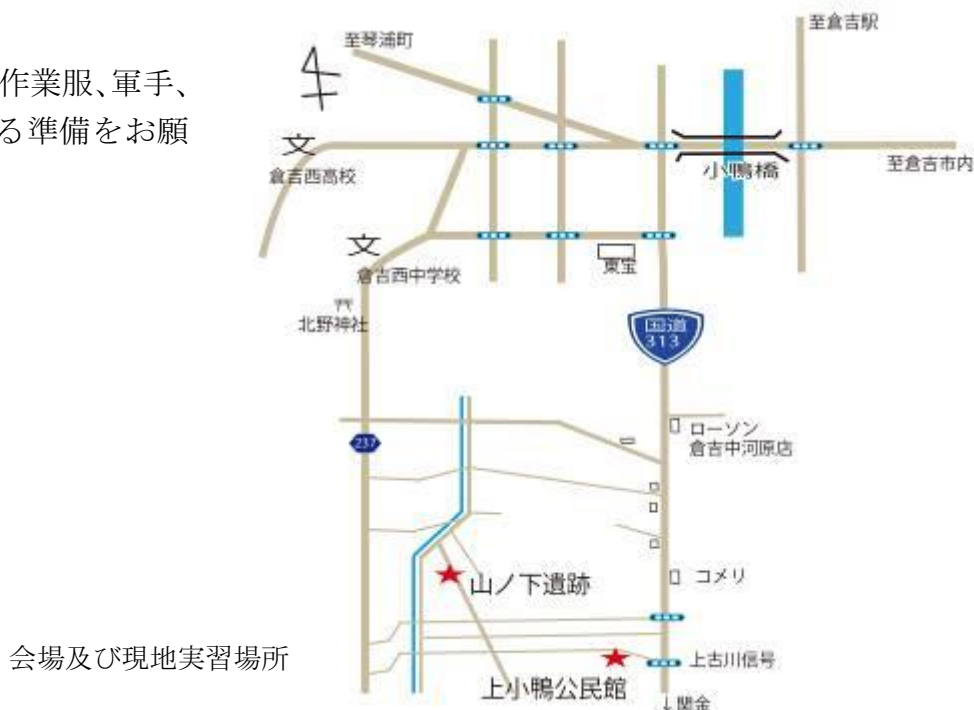 作業服、軍手、
る準備をお願
至琴浦町
至倉吉駅
文
倉吉西高校
小鴨橋
至倉吉市内
文
倉吉西中学校
東宝
北野神社
国道
313
237
ローソン
倉吉中河原店
コメリ
山ノ下遺跡
会場及び現地実習場所
上古川信号
上小鴨公民館
↓関金